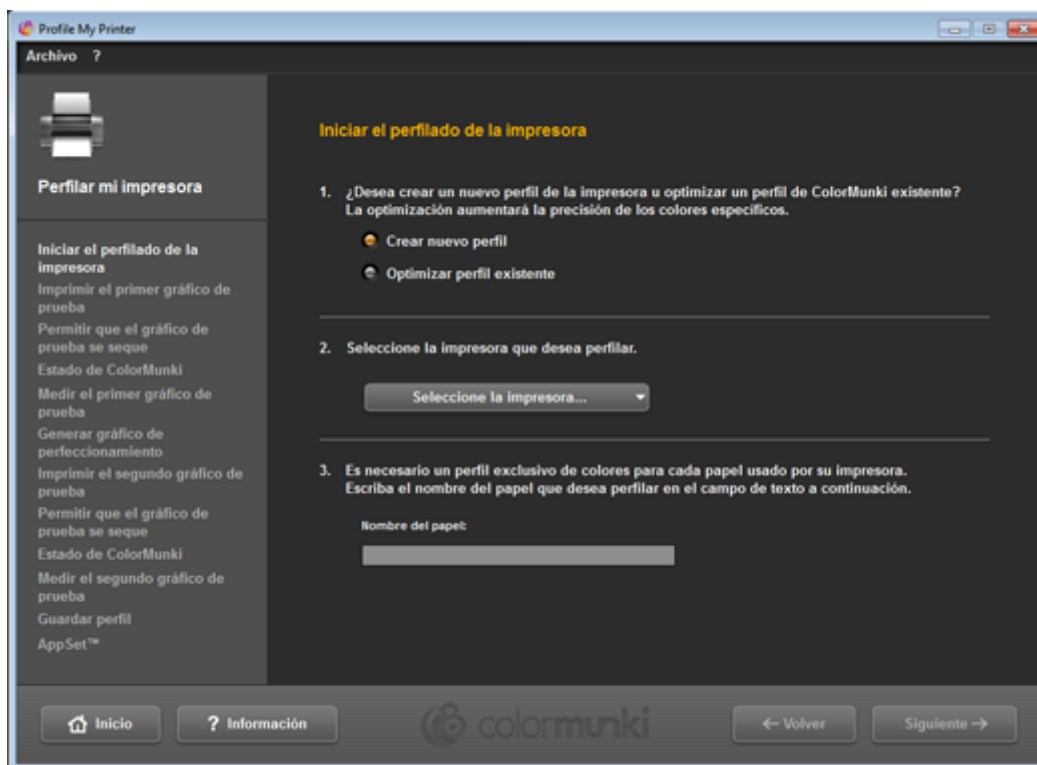 Profile My Printer
Archivo ?
Perfilar mi impresora
Iniciar el perfilado de la
impresora
Imprimir el primer gráfico de
prueba
Permitir que el gráfico de
prueba se seque
Estado de ColorMunki
Medir el primer gráfico de
prueba
Generar gráfico de
perfeccionamiento
Imprimir el segundo gráfico de
prueba
Permitir que el gráfico de
prueba se seque
Estado de ColorMunki
Medir el segundo gráfico de
prueba
Guardar perfil
AppSet™
Iniciar el perfilado de la impresora
1. ¿Desea crear un nuevo perfil de la impresora u optimizar un perfil de ColorMunki existente?
La optimización aumentará la precisión de los colores específicos.
Crear nuevo perfil
Optimizar perfil existente
2. Seleccione la impresora que desea perfilar.
Seleccione la impresora...
3. Es necesario un perfil exclusivo de colores para cada papel usado por su impresora.
Escriba el nombre del papel que desea perfilar en el campo de texto a continuación.
Nombre del papel:
Inicio
? Información
colormunki
← Volver
Siguiente →